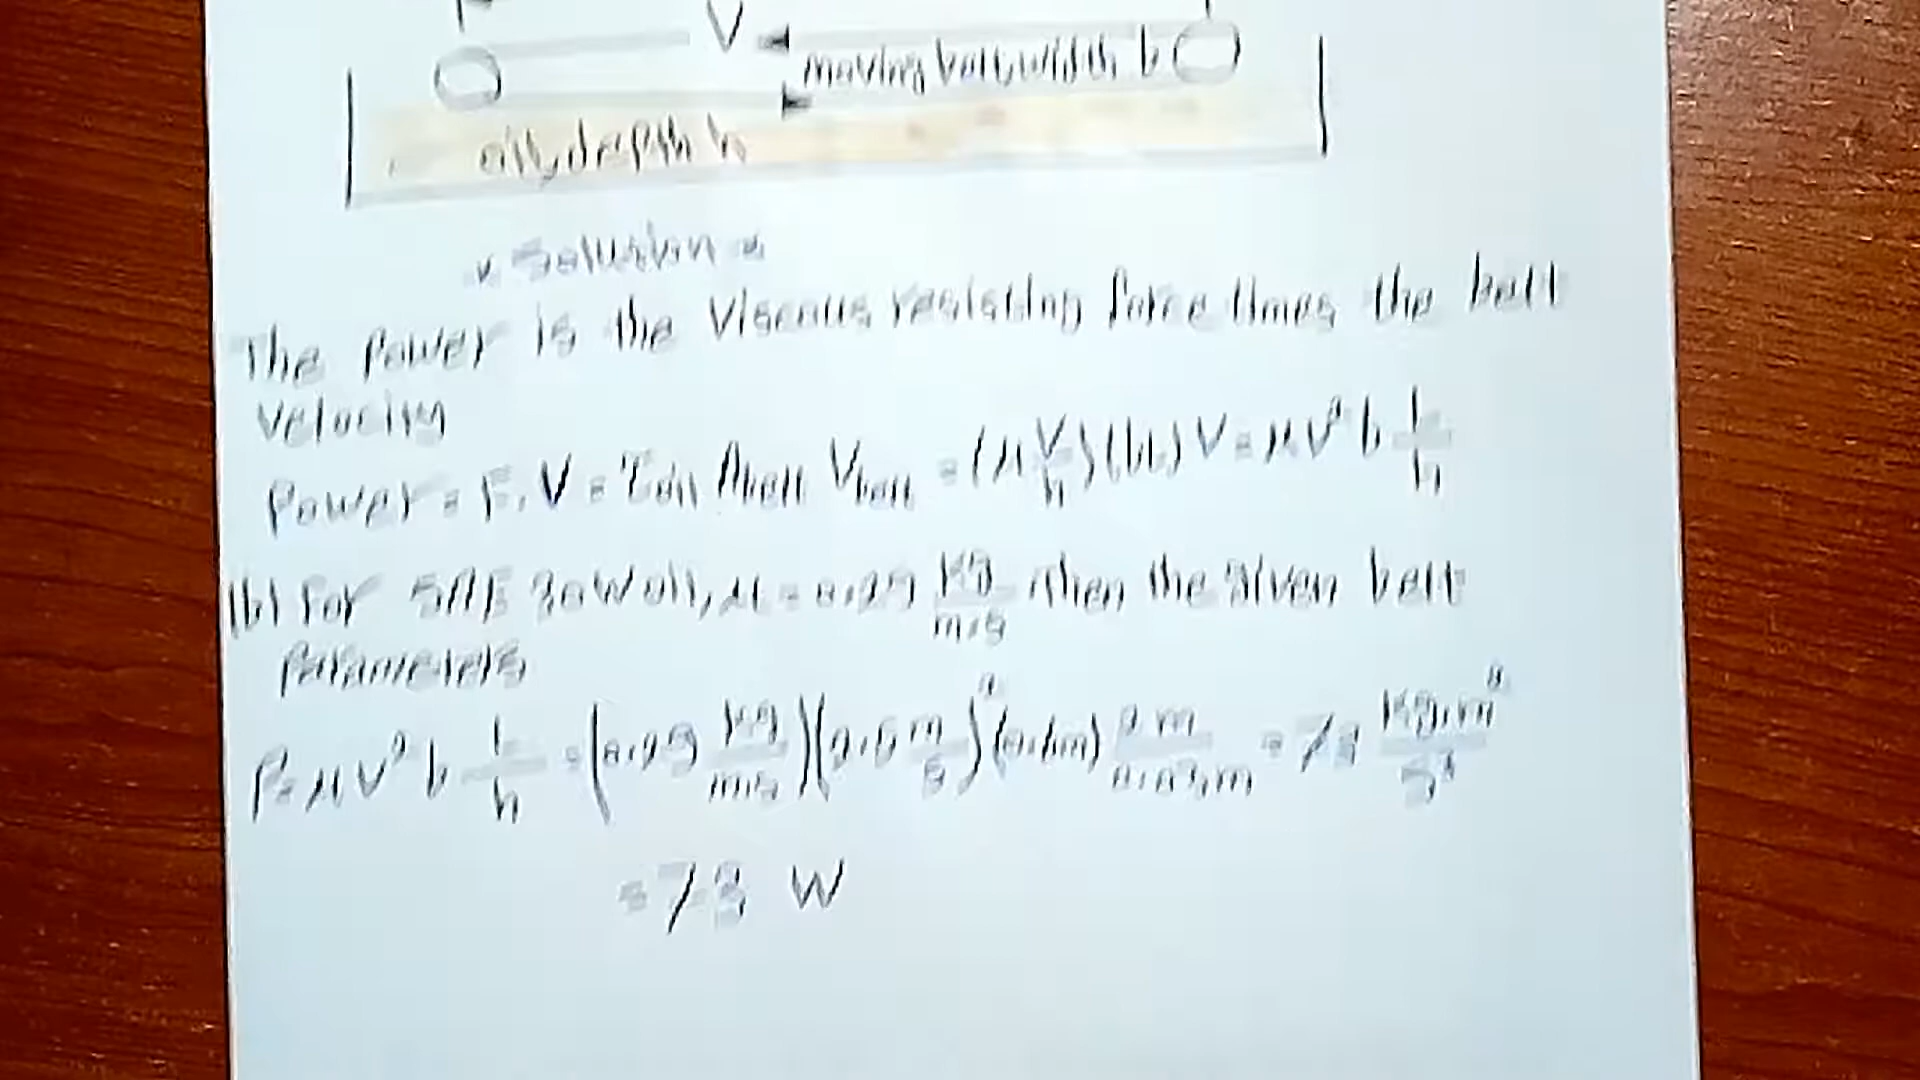 V
moving belt, width b
oil, depth h
Solution
The Power is the Viscous resisting force times the belt
velocity
Power = F.V = τoil Abelt Vbelt = (μ V/h)(bL) V = μV² b L/h
(b) For SAE 30W oil, μ = 0.29 kg/m.s Then the given belt
Parameters
P = μV² b L/h = (0.29 kg/m.s)(2.5 m/s)² (0.6m) 2 m/0.03m = 73 kg.m²/s³
= 73 W